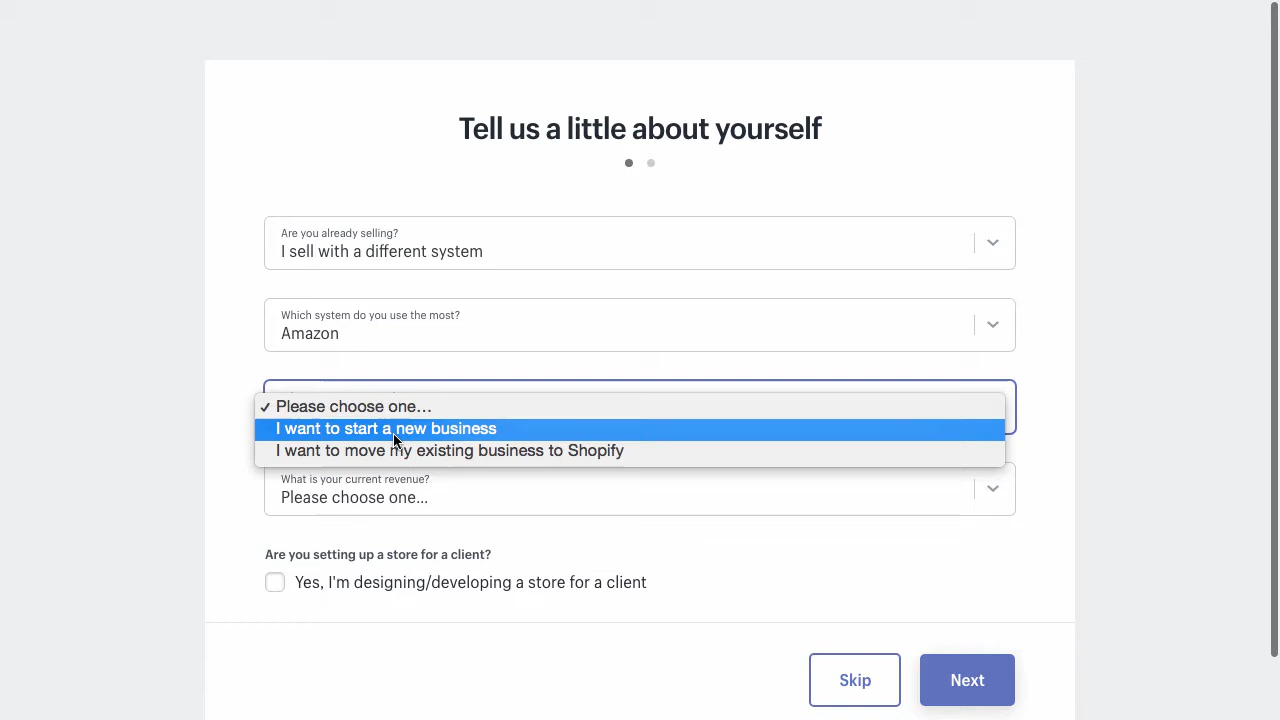 Tell us a little about yourself
Are you already selling?
I sell with a different system
Which system do you use the most?
Amazon
✓ Please choose one…
I want to start a new business
I want to move my existing business to Shopify
What is your current revenue?
Please choose one...
Are you setting up a store for a client?
Yes, I'm designing/developing a store for a client
Skip
Next